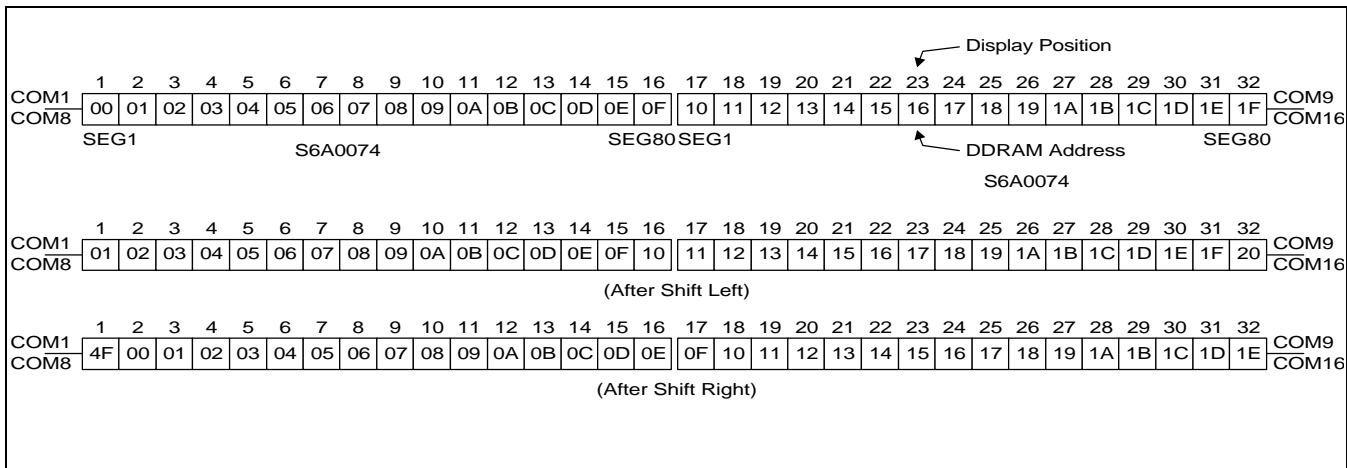 Display Position
1 2 3 4 5 6 7 8 9 10 11 12 13 14 15 16 17 18 19 20 21 22 23 24 25 26 27 28 29 30 31 32
COM1 COM9
00 01 02 03 04 05 06 07 08 09 0A 0B 0C 0D 0E 0F 10 11 12 13 14 15 16 17 18 19 1A 1B 1C 1D 1E 1F
COM8 COM16
SEG1 SEG80 SEG1 SEG80
S6A0074 DDRAM Address
S6A0074
1 2 3 4 5 6 7 8 9 10 11 12 13 14 15 16 17 18 19 20 21 22 23 24 25 26 27 28 29 30 31 32
COM1 COM9
01 02 03 04 05 06 07 08 09 0A 0B 0C 0D 0E 0F 10 11 12 13 14 15 16 17 18 19 1A 1B 1C 1D 1E 1F 20
COM8 COM16
(After Shift Left)
1 2 3 4 5 6 7 8 9 10 11 12 13 14 15 16 17 18 19 20 21 22 23 24 25 26 27 28 29 30 31 32
COM1 COM9
4F 00 01 02 03 04 05 06 07 08 09 0A 0B 0C 0D 0E 0F 10 11 12 13 14 15 16 17 18 19 1A 1B 1C 1D 1E
COM8 COM16
(After Shift Right)